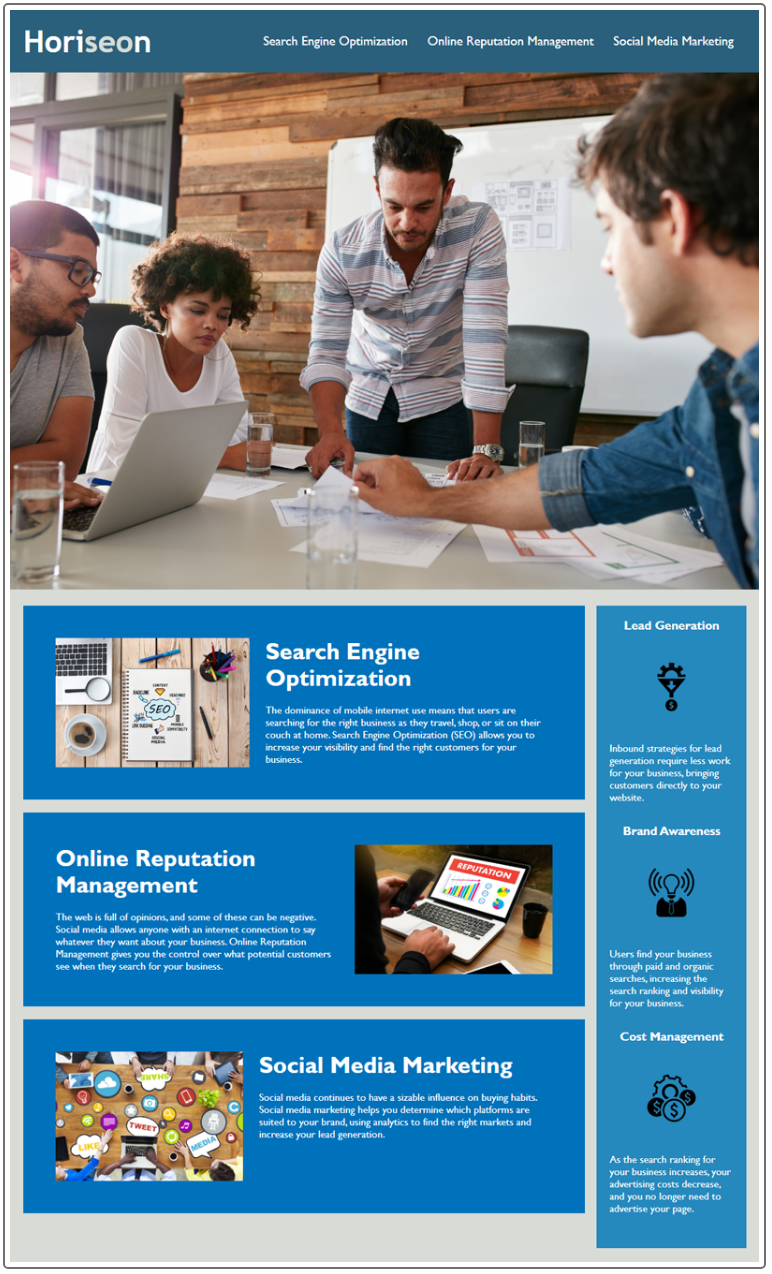 Horiseon
Search Engine Optimization Online Reputation Management Social Media Marketing
Search Engine
Optimization
The dominance of mobile internet use means that users are
searching for the right business as they travel, shop, or sit on their
couch at home. Search Engine Optimization (SEO) allows you to
increase your visibility and find the right customers for your
business.
SEO
Online Reputation
Management
The web is full of opinions, and some of these can be negative.
Social media allows anyone with an internet connection to say
whatever they want about your business. Online Reputation
Management gives you the control over what potential customers
see when they search for your business.
REPUTATION
Social Media Marketing
Social media continues to have a sizable influence on buying habits.
Social media marketing helps you determine which platforms are
suited to your brand, using analytics to find the right markets and
increase your lead generation.
SHARE
TWEET
LIKE
MEDIA
Lead Generation
Inbound strategies for lead
generation require less work
for your business, bringing
customers directly to your
website.
Brand Awareness
Users find your business
through paid and organic
searches, increasing the
search ranking and visibility
for your business.
Cost Management
As the search ranking for
your business increases, your
advertising costs decrease,
and you no longer need to
advertise your page.